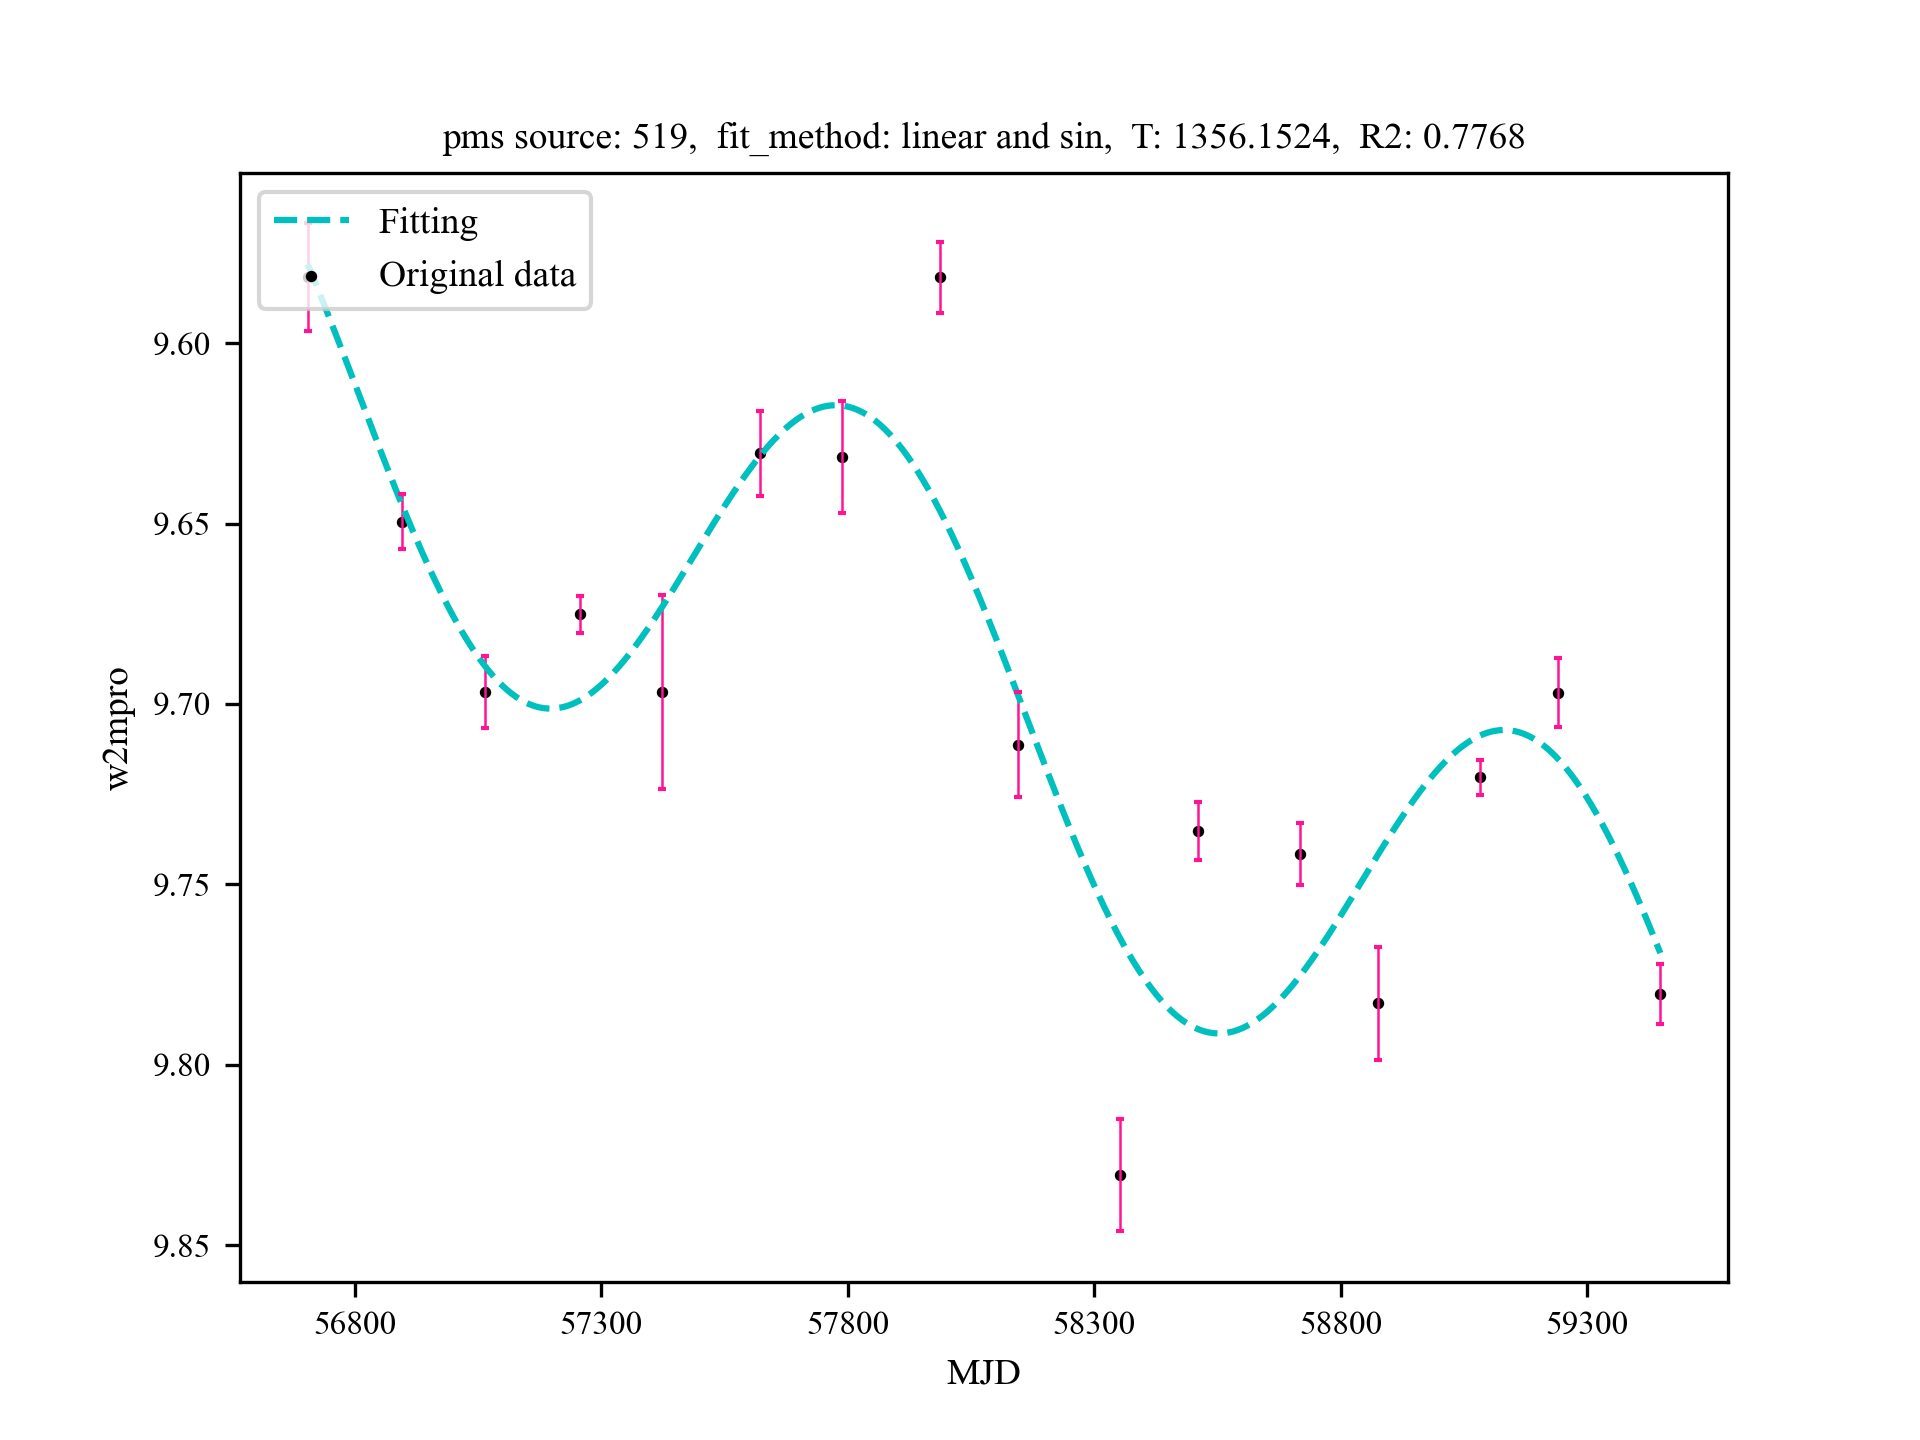 pms source: 519, fit_method: linear and sin, T: 1356.1524, R2: 0.7768
Fitting
Original data
9.60
9.65
9.70
9.75
9.80
9.85
w2mpro
56800 57300 57800 58300 58800 59300
MJD